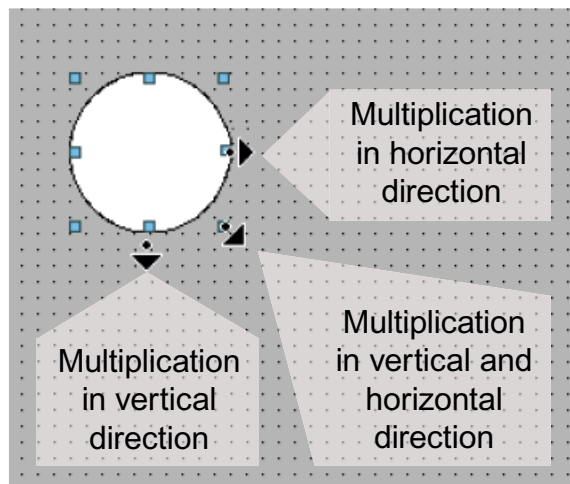 Multiplication
in horizontal
direction
Multiplication
in vertical
direction
Multiplication
in vertical and
horizontal
direction